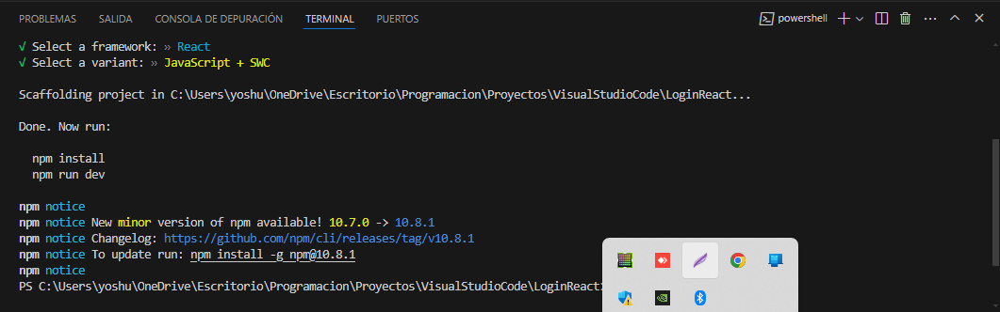 PROBLEMAS SALIDA CONSOLA DE DEPURACIÓN TERMINAL PUERTOS powershell
√ Select a framework: » React
√ Select a variant: » JavaScript + SWC
Scaffolding project in C:\Users\yoshu\OneDrive\Escritorio\Programacion\Proyectos\VisualStudioCode\LoginReact...
Done. Now run:
npm install
npm run dev
npm notice
npm notice New minor version of npm available! 10.7.0 -> 10.8.1
npm notice Changelog: https://github.com/npm/cli/releases/tag/v10.8.1
npm notice To update run: npm install -g npm@10.8.1
npm notice
PS C:\Users\yoshu\OneDrive\Escritorio\Programacion\Proyectos\VisualStudioCode\LoginReact>